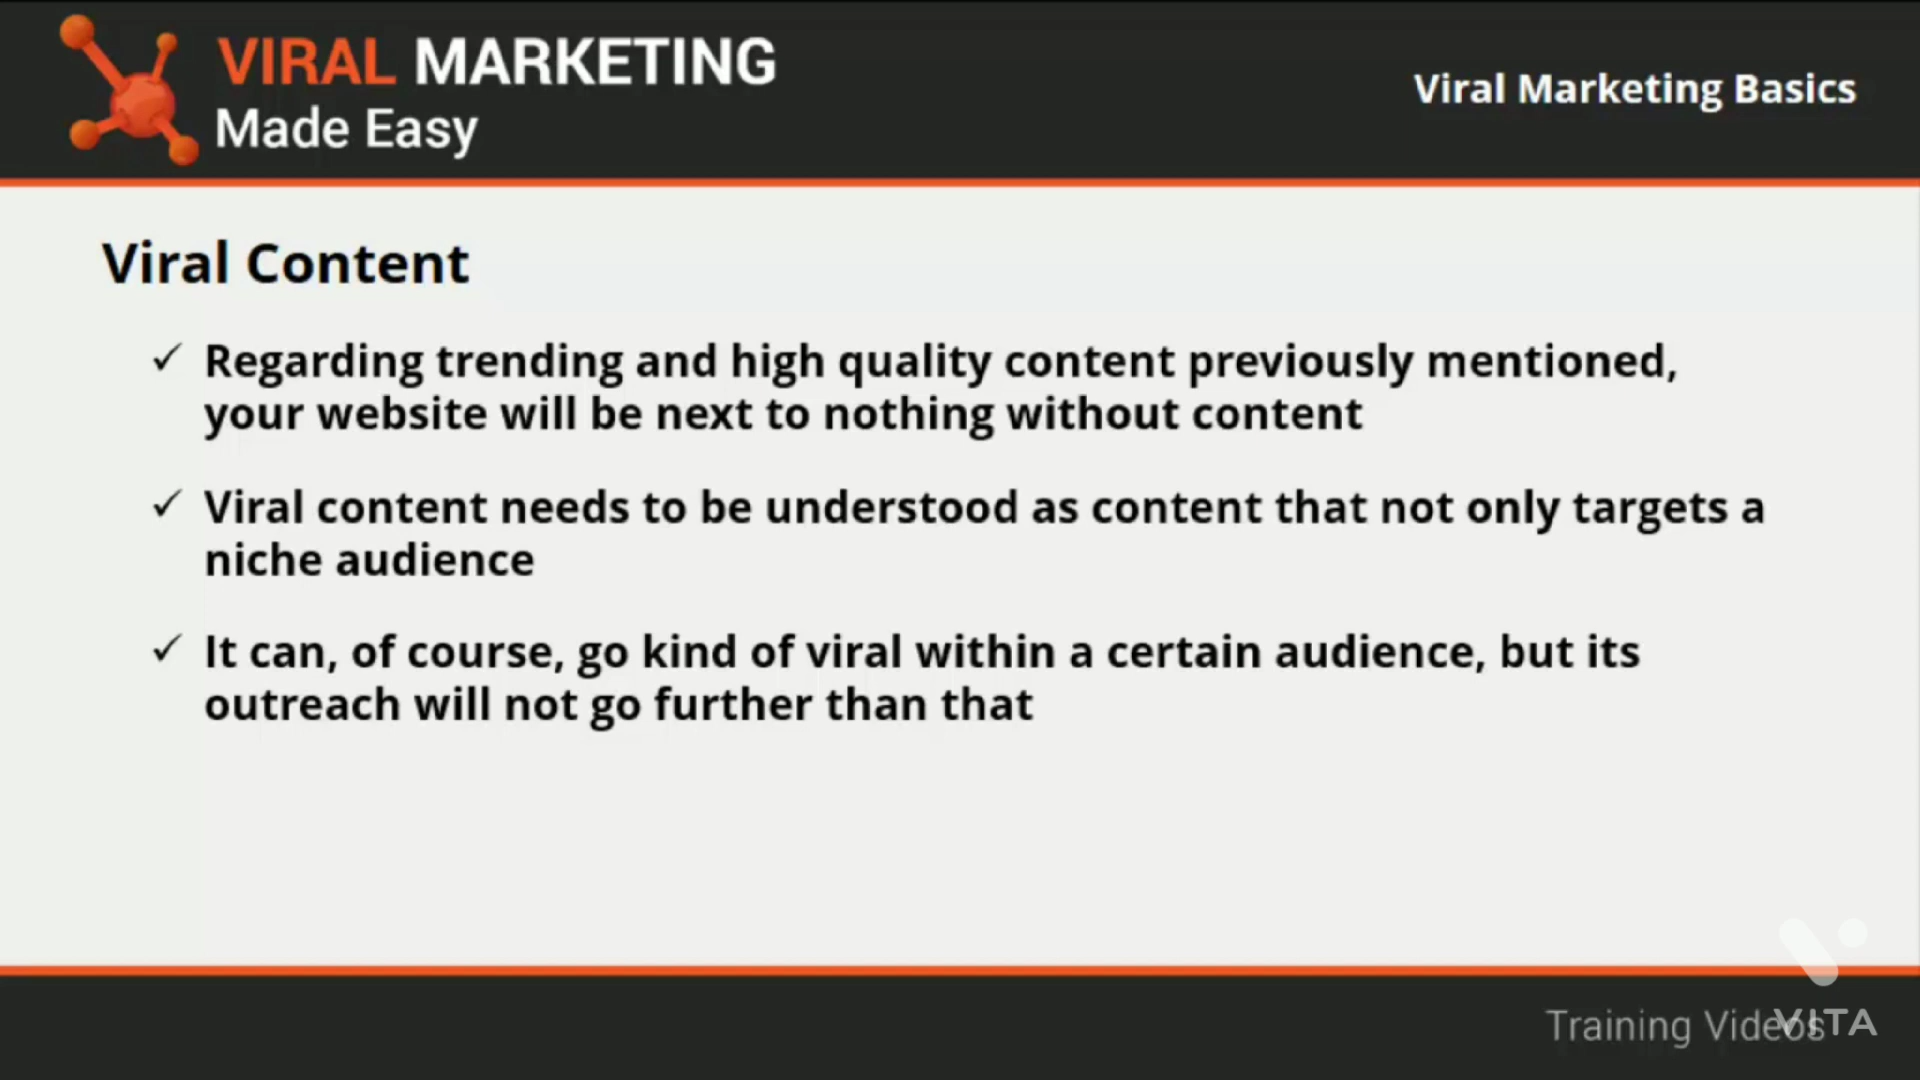 VIRAL MARKETING
Made Easy
Viral Marketing Basics
Viral Content
✓ Regarding trending and high quality content previously mentioned,
your website will be next to nothing without content
✓ Viral content needs to be understood as content that not only targets a
niche audience
✓ It can, of course, go kind of viral within a certain audience, but its
outreach will not go further than that
Training Videos
VITA